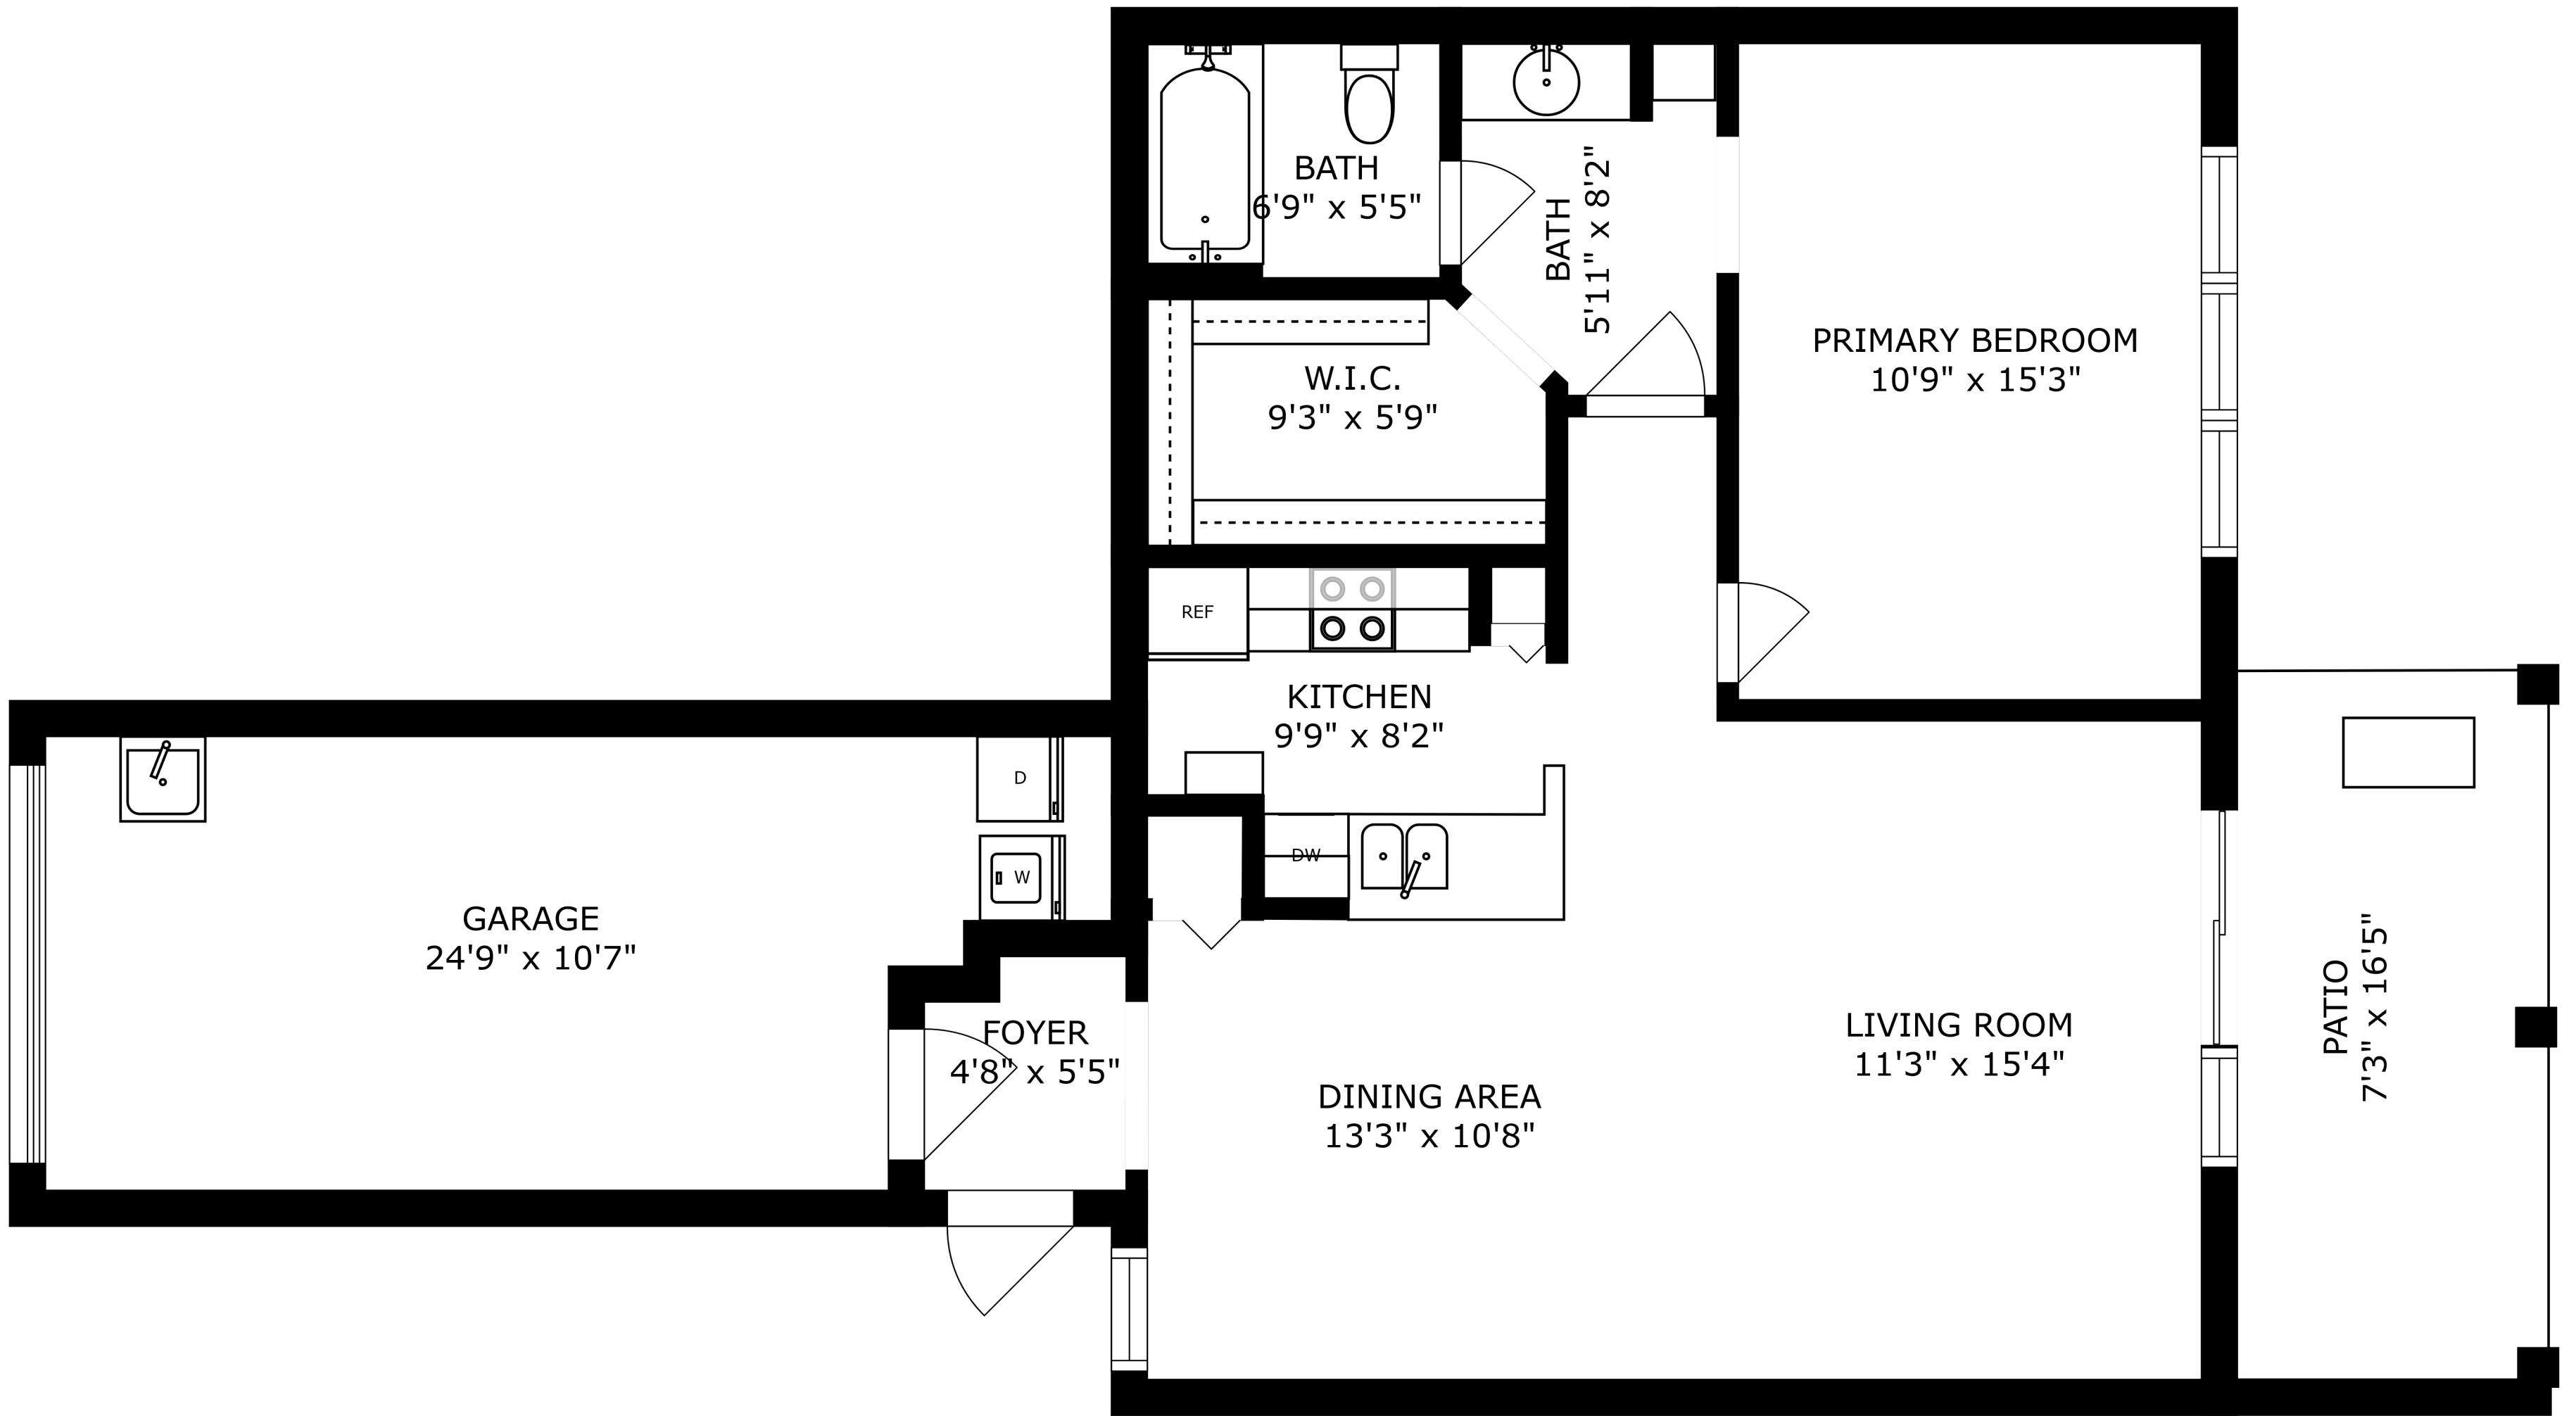 BATH
6'9" x 5'5"
BATH
5'11" x 8'2"
PRIMARY BEDROOM
10'9" x 15'3"
W.I.C.
9'3" x 5'9"
REF
KITCHEN
9'9" x 8'2"
D
W
DW
GARAGE
24'9" x 10'7"
FOYER
4'8" x 5'5"
DINING AREA
13'3" x 10'8"
LIVING ROOM
11'3" x 15'4"
PATIO
7'3" x 16'5"